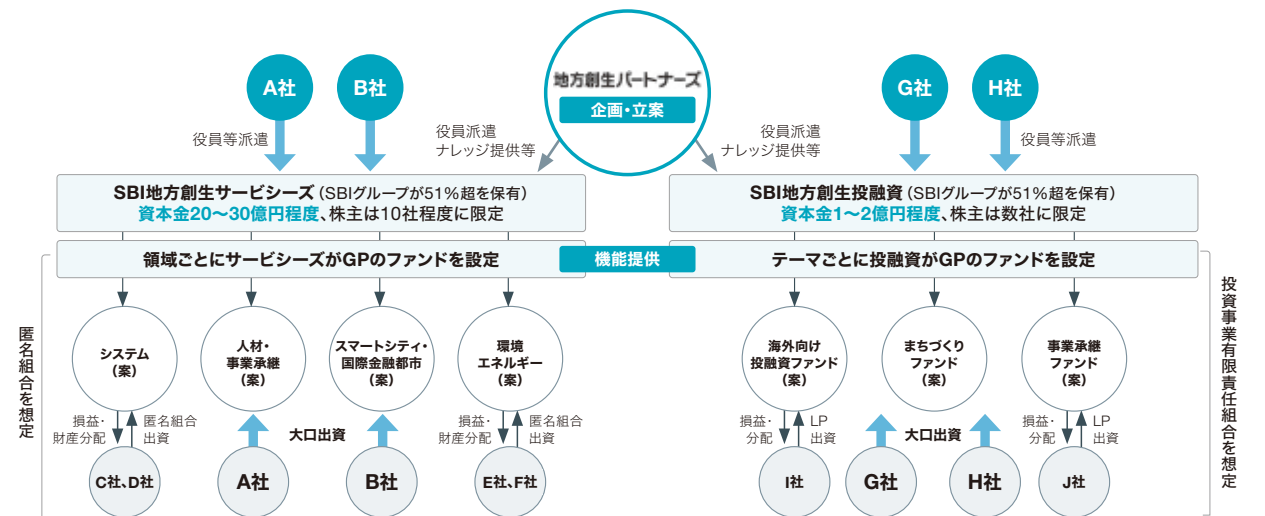 地方創生パートナーズ
企画・立案
A社
B社
G社
H社
役員等派遣
役員派遣
ナレッジ提供等
役員派遣
ナレッジ提供等
役員等派遣
SBI地方創生サービシーズ(SBIグループが51%超を保有)
資本金20〜30億円程度、株主は10社程度に限定
SBI地方創生投融資(SBIグループが51%超を保有)
資本金1〜2億円程度、株主は数社に限定
領域ごとにサービシーズがGPのファンドを設定
機能提供
テーマごとに投融資がGPのファンドを設定
匿名組合を想定
システム
(案)
人材・
事業承継
(案)
スマートシティ・
国際金融都市
(案)
環境
エネルギー
(案)
海外向け
投融資ファンド
(案)
まちづくり
ファンド
(案)
事業承継
ファンド
(案)
投資事業有限責任組合を想定
損益・
財産分配
匿名組合
出資
大口出資
損益・
財産分配
匿名組合
出資
損益・
分配
LP
出資
大口出資
損益・
分配
LP
出資
C社、D社
A社
B社
E社、F社
I社
G社
H社
J社